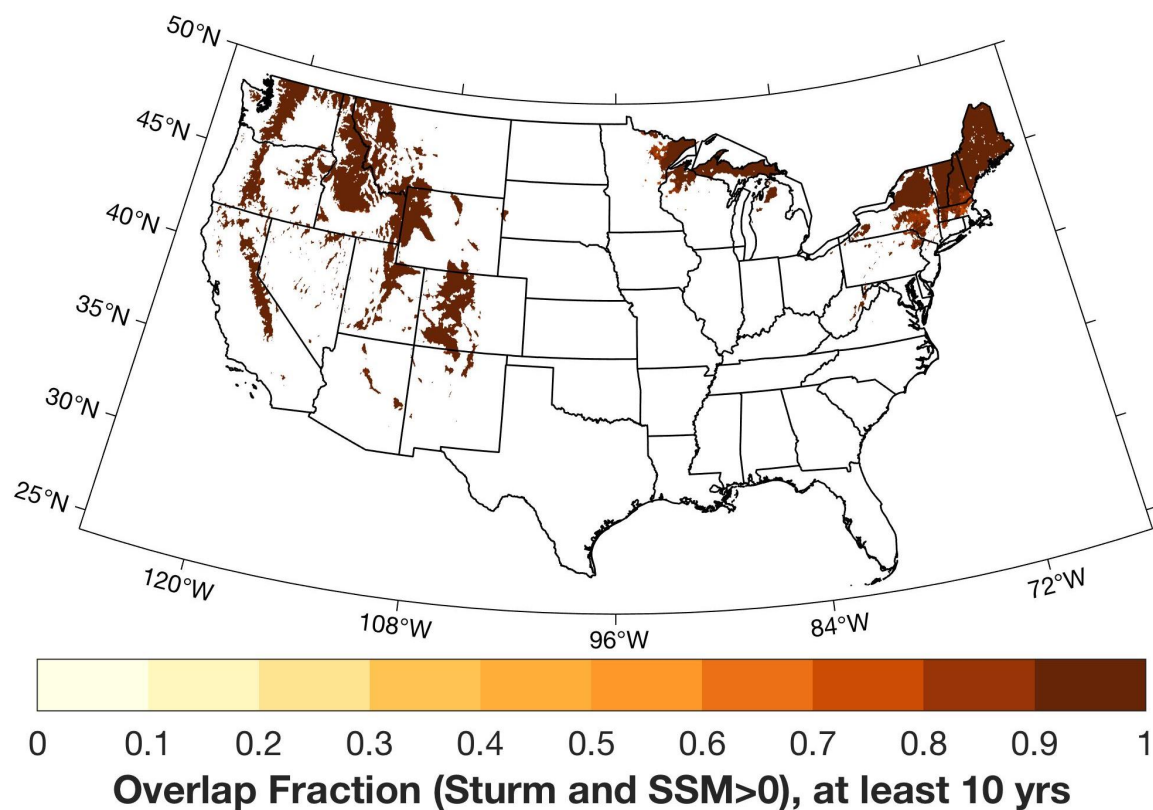 50°N
45°N
40°N
35°N
30°N
25°N
120°W
108°W
96°W
84°W
72°W
0 0.1 0.2 0.3 0.4 0.5 0.6 0.7 0.8 0.9 1
Overlap Fraction (Sturm and SSM>0), at least 10 yrs